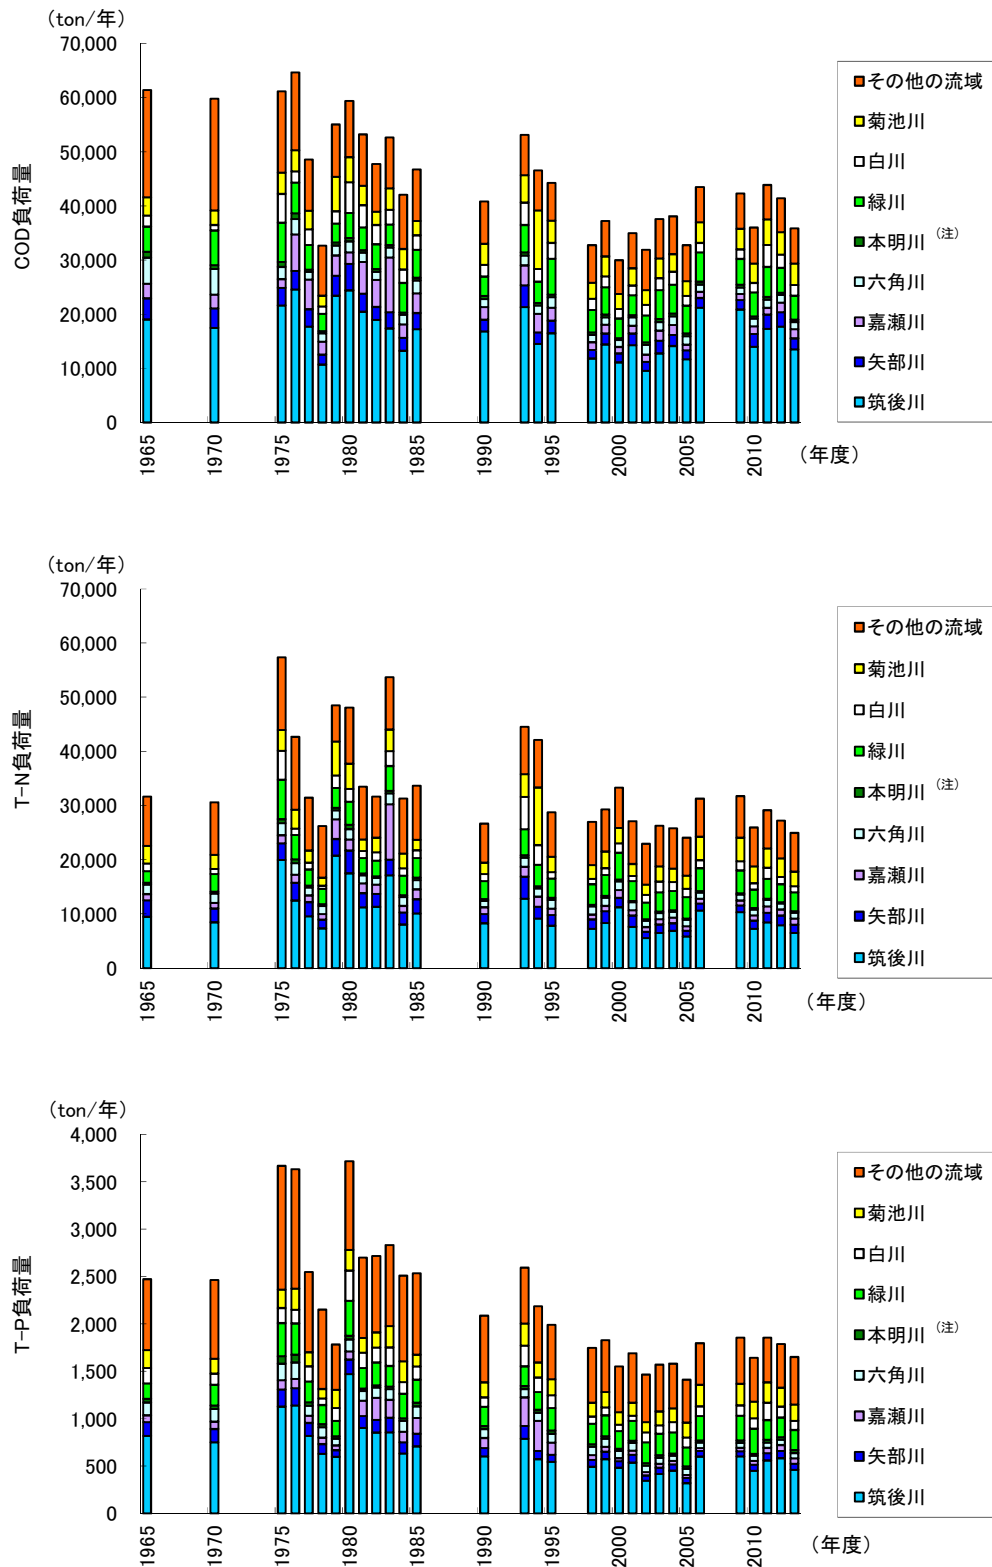 (ton/年)
70,000
60,000
50,000
40,000
30,000
20,000
10,000
0
COD負荷量
1965
1970
1975
1980
1985
1990
1995
2000
2005
2010
(年度)
その他の流域
菊池川
白川
緑川
本明川 (注)
六角川
嘉瀬川
矢部川
筑後川
(ton/年)
70,000
60,000
50,000
40,000
30,000
20,000
10,000
0
T-N負荷量
1965
1970
1975
1980
1985
1990
1995
2000
2005
2010
(年度)
その他の流域
菊池川
白川
緑川
本明川 (注)
六角川
嘉瀬川
矢部川
筑後川
(ton/年)
4,000
3,500
3,000
2,500
2,000
1,500
1,000
500
0
T-P負荷量
1965
1970
1975
1980
1985
1990
1995
2000
2005
2010
(年度)
その他の流域
菊池川
白川
緑川
本明川 (注)
六角川
嘉瀬川
矢部川
筑後川